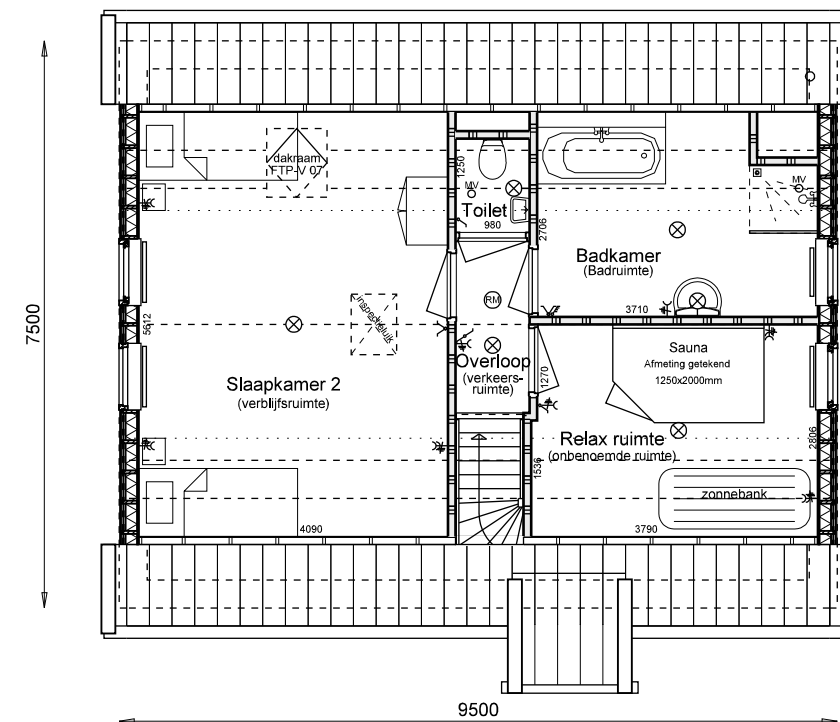 dakraam
FTP-V 07
1250
MV
Toilet
980
2706
MV
Badkamer
(Badruimte)
3710
RM
inspectieluik
7500
5612
Slaapkamer 2
(verblijfsruimte)
Overloop
(verkeers-
ruimte)
1270
Sauna
Afmeting getekend
1250x2000mm
Relax ruimte
(onbenoemde ruimte)
2806
1536
zonnebank
4090
3790
9500